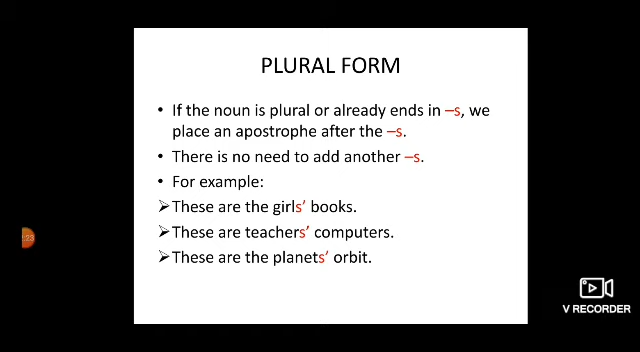 PLURAL FORM
• If the noun is plural or already ends in –s, we
place an apostrophe after the –s.
• There is no need to add another –s.
• For example:
➢These are the girls’ books.
➢These are teachers’ computers.
➢These are the planets’ orbit.
:23
V RECORDER